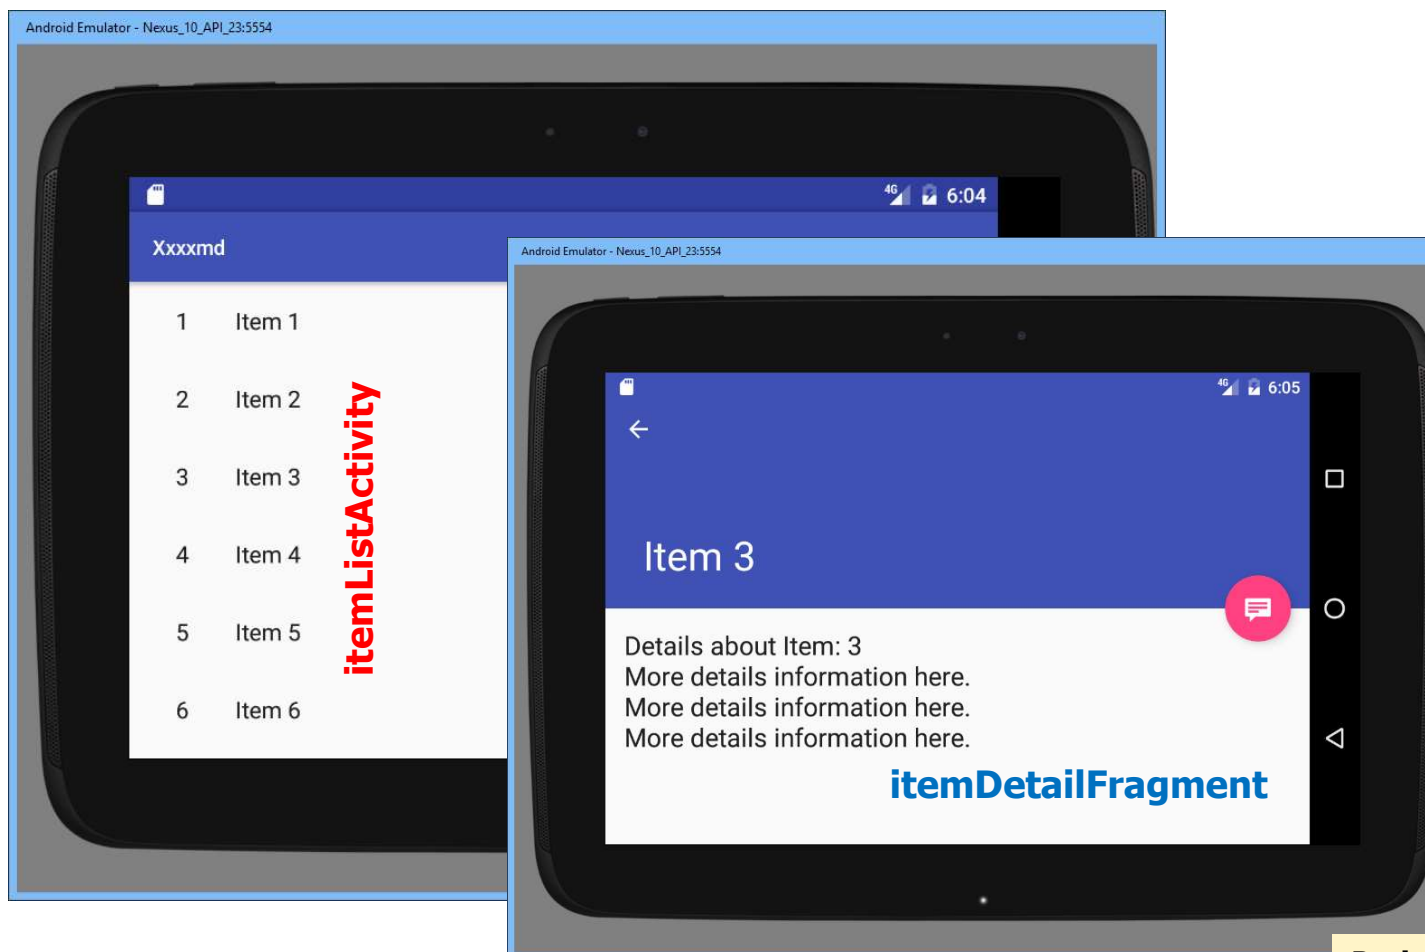 Android Emulator - Nexus_10_API_23:5554
4G 6:04
Xxxxmd
1 Item 1
2 Item 2
3 Item 3
4 Item 4
5 Item 5
6 Item 6
itemListActivity
Android Emulator - Nexus_10_API_23:5554
4G 6:05
Item 3
Details about Item: 3
More details information here.
More details information here.
More details information here.
itemDetailFragment